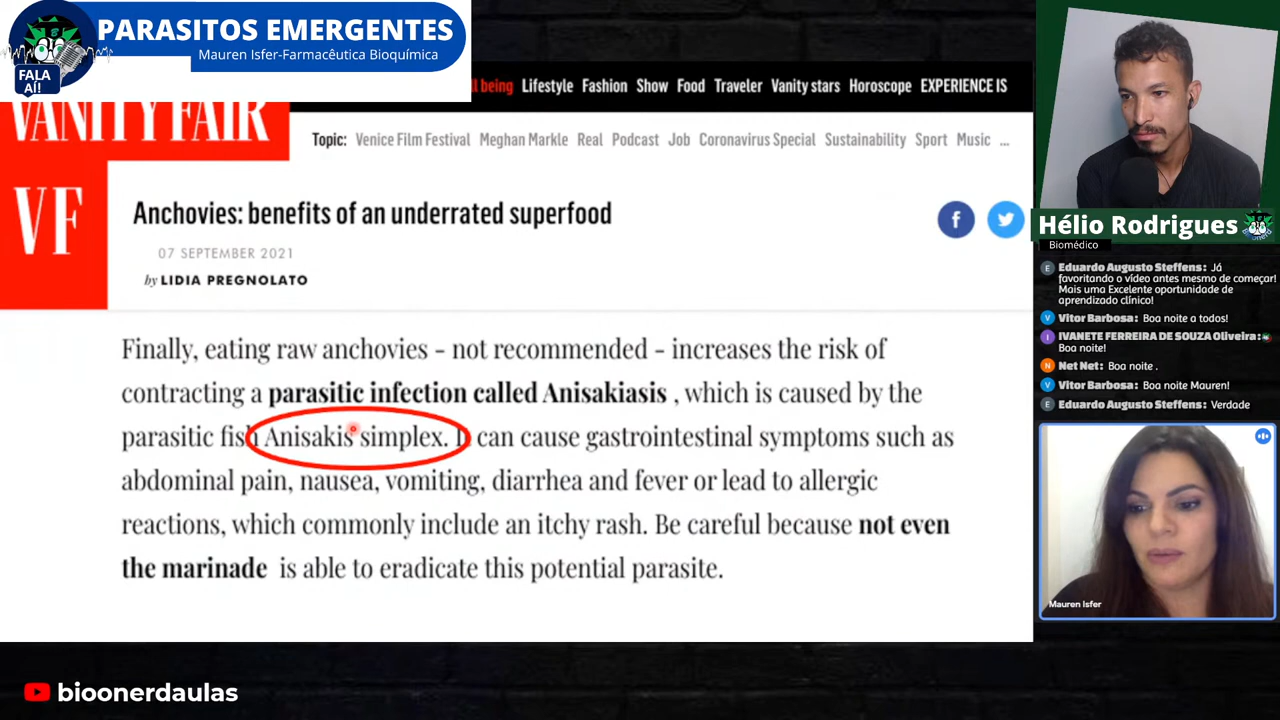 PARASITOS EMERGENTES
Mauren Isfer-Farmacêutica Bioquímica
FALA
AÍ!
being Lifestyle Fashion Show Food Traveler Vanity stars Horoscope EXPERIENCE IS
VANITY FAIR
Topic: Venice Film Festival Meghan Markle Real Podcast Job Coronavirus Special Sustainability Sport Music ...
VF
Anchovies: benefits of an underrated superfood
07 SEPTEMBER 2021
by LIDIA PREGNOLATO
Finally, eating raw anchovies - not recommended - increases the risk of
contracting a parasitic infection called Anisakiasis , which is caused by the
parasitic fish Anisakis simplex. It can cause gastrointestinal symptoms such as
abdominal pain, nausea, vomiting, diarrhea and fever or lead to allergic
reactions, which commonly include an itchy rash. Be careful because not even
the marinade is able to eradicate this potential parasite.
Hélio Rodrigues
Biomédico
E Eduardo Augusto Steffens: Já
favoritando o vídeo antes mesmo de começar!
Mais uma Excelente oportunidade de
aprendizado clínico!
V Vitor Barbosa: Boa noite a todos!
I IVANETE FERREIRA DE SOUZA Oliveira:
Boa noite!
N Net Net: Boa noite .
V Vitor Barbosa: Boa noite Mauren!
E Eduardo Augusto Steffens: Verdade
Mauren Isfer
bioonerdaulas